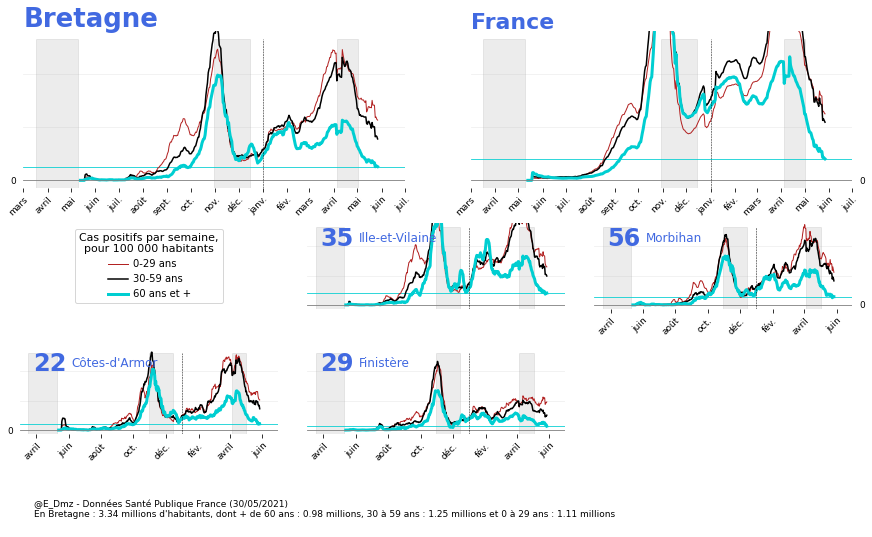 Bretagne
France
0
mars avril mai juin juil. août sept. oct. nov. déc. janv. fév. mars avril mai juin juil.
mars avril mai juin juil. août sept. oct. nov. déc. janv. fév. mars avril mai juin juil.
0
Cas positifs par semaine,
pour 100 000 habitants
0-29 ans
30-59 ans
60 ans et +
35 Ille-et-Vilaine
56 Morbihan
0
avril juin août oct. déc. fév. avril juin
22 Côtes-d'Armor
29 Finistère
0
avril juin août oct. déc. fév. avril juin
avril juin août oct. déc. fév. avril juin
@E_Dmz - Données Santé Publique France (30/05/2021)
En Bretagne : 3.34 millions d'habitants, dont + de 60 ans : 0.98 millions, 30 à 59 ans : 1.25 millions et 0 à 29 ans : 1.11 millions